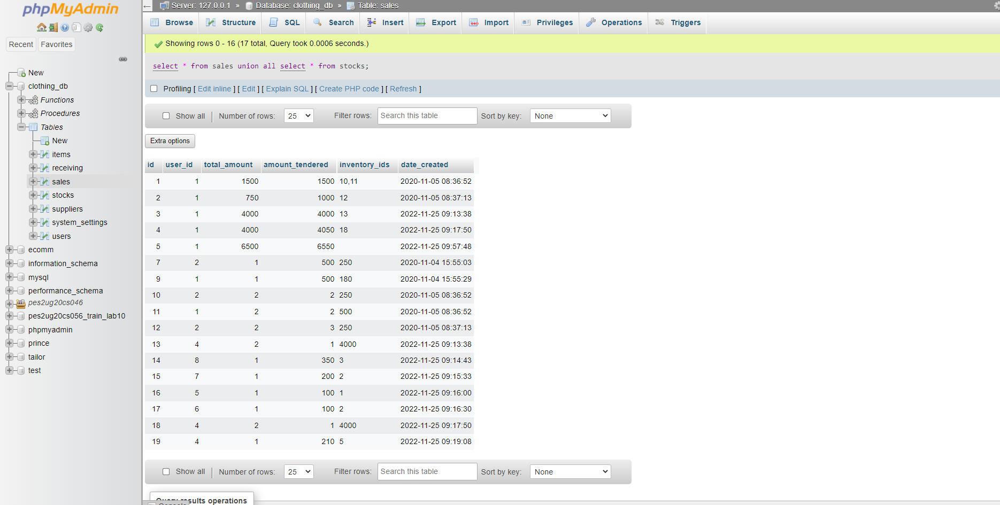 phpMyAdmin
Recent Favorites
New
clothing_db
Functions
Procedures
Tables
New
items
receiving
sales
stocks
suppliers
system_settings
users
ecomm
information_schema
mysql
performance_schema
pes2ug20cs046
pes2ug20cs056_train_lab10
phpmyadmin
prince
tailor
test
Server: 127.0.0.1 » Database: clothing_db » Table: sales
Browse Structure SQL Search Insert Export Import Privileges Operations Triggers
Showing rows 0 - 16 (17 total, Query took 0.0006 seconds.)
select * from sales union all select * from stocks;
Profiling [ Edit inline ] [ Edit ] [ Explain SQL ] [ Create PHP code ] [ Refresh ]
Show all | Number of rows: 25 Filter rows: Search this table Sort by key: None
Extra options
id user_id total_amount amount_tendered inventory_ids date_created
1 1 1500 1500 10,11 2020-11-05 08:36:52
2 1 750 1000 12 2020-11-05 08:37:13
3 1 4000 4000 13 2022-11-25 09:13:38
4 1 4000 4050 18 2022-11-25 09:17:50
5 1 6500 6550 2022-11-25 09:57:48
7 2 1 500 250 2020-11-04 15:55:03
9 1 1 500 180 2020-11-04 15:55:29
10 2 2 2 250 2020-11-05 08:36:52
11 1 2 2 500 2020-11-05 08:36:52
12 2 2 3 250 2020-11-05 08:37:13
13 4 2 1 4000 2022-11-25 09:13:38
14 8 1 350 3 2022-11-25 09:14:43
15 7 1 200 2 2022-11-25 09:15:33
16 5 1 100 1 2022-11-25 09:16:00
17 6 1 100 2 2022-11-25 09:16:30
18 4 2 1 4000 2022-11-25 09:17:50
19 4 1 210 5 2022-11-25 09:19:08
Show all | Number of rows: 25 Filter rows: Search this table Sort by key: None
Query results operations
Console